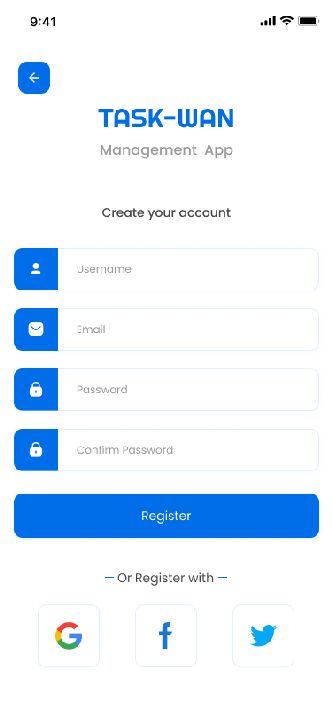 9:41
TASK-WAN
Management App
Create your account
Username
Email
Password
Confirm Password
Register
— Or Register with —